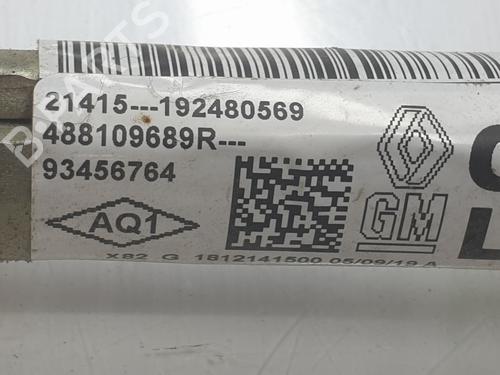 21415---192480569
488109689R---
93456764
AQ1
GM
X82 G 1812141500 05/09/19 A